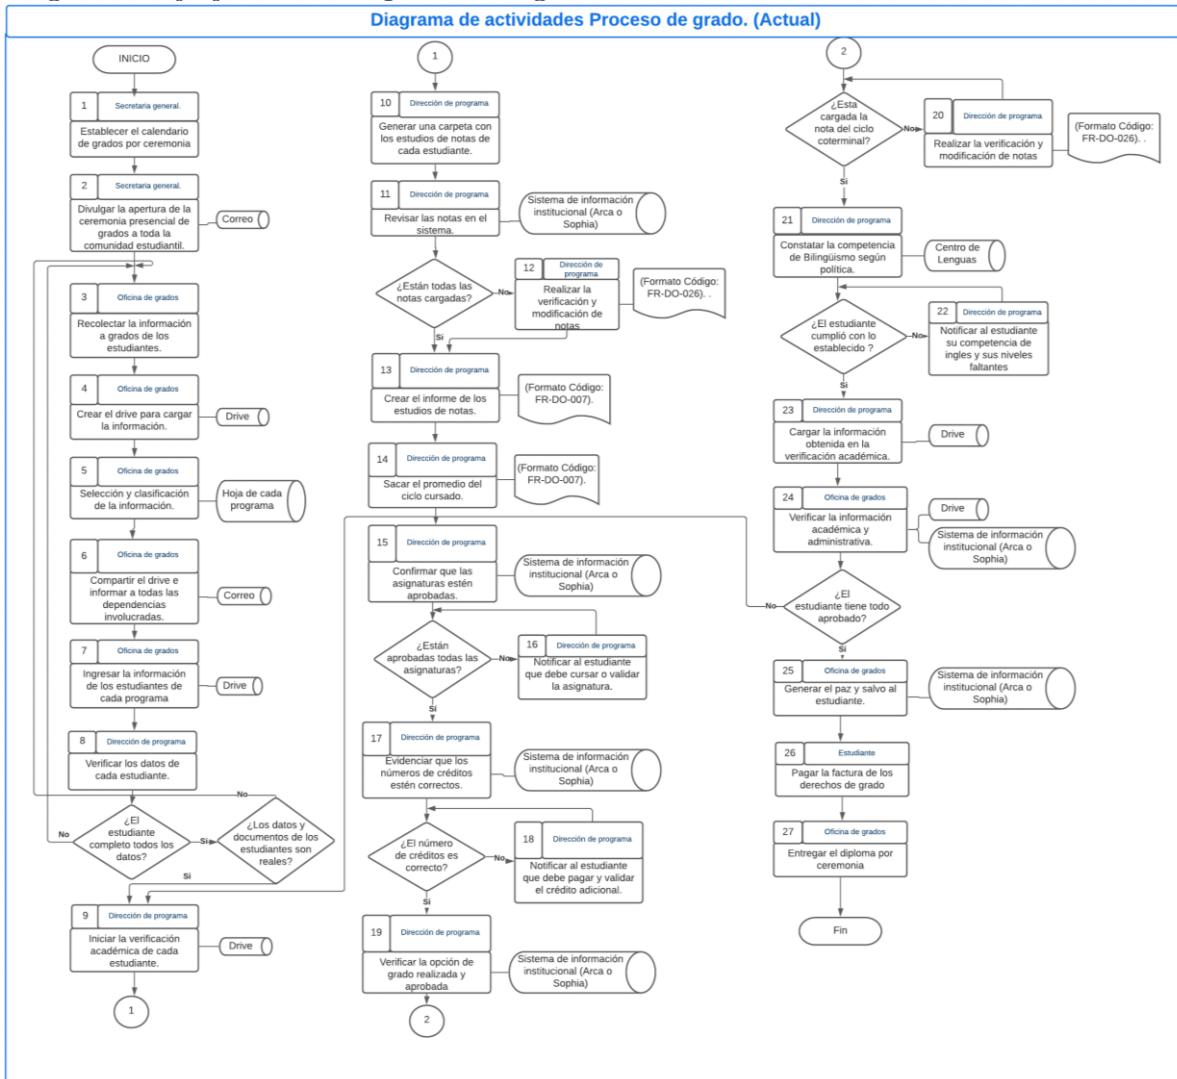 Diagrama de actividades Proceso de grado. (Actual)
INICIO
1
Secretaria general.
Establecer el calendario
de grados por ceremonia
2
Secretaria general.
Divulgar la apertura de la
ceremonia presencial de
grados a toda la
comunidad estudiantil.
Correo
3
Oficina de grados
Recolectar la información
a grados de los
estudiantes.
4
Oficina de grados
Crear el drive para cargar
la información.
Drive
5
Oficina de grados
Selección y clasificación
de la información.
Hoja de cada
programa
6
Oficina de grados
Compartir el drive e
informar a todas las
dependencias
involucradas.
Correo
7
Oficina de grados
Ingresar la información
de los estudiantes de
cada programa
Drive
8
Dirección de programa
Verificar los datos de
cada estudiante.
No
No
¿El
estudiante
completo todos los
datos?
Si
¿Los datos y
documentos de los
estudiantes son
reales?
Si
9
Dirección de programa
Iniciar la verificación
académica de cada
estudiante.
Drive
1
1
10
Dirección de programa
Generar una carpeta con
los estudios de notas de
cada estudiante.
11
Dirección de programa
Revisar las notas en el
sistema.
Sistema de información
institucional (Arca o
Sophia)
¿Están todas las
notas cargadas?
No
12
Dirección de
programa
Realizar la
verificación y
modificación de
notas
(Formato Código:
FR-DO-026). .
Si
13
Dirección de programa
Crear el informe de los
estudios de notas.
(Formato Código:
FR-DO-007).
14
Dirección de programa
Sacar el promedio del
ciclo cursado.
(Formato Código:
FR-DO-007).
15
Dirección de programa
Confirmar que las
asignaturas estén
aprobadas.
Sistema de información
institucional (Arca o
Sophia)
¿Están
aprobadas todas las
asignaturas?
No
16
Dirección de programa
Notificar al estudiante
que debe cursar o validar
la asignatura.
Si
17
Dirección de programa
Evidenciar que los
números de créditos
estén correctos.
Sistema de información
institucional (Arca o
Sophia)
¿El número
de créditos es
correcto?
No
18
Dirección de programa
Notificar al estudiante
que debe pagar y validar
el crédito adicional.
Si
19
Dirección de programa
Verificar la opción de
grado realizada y
aprobada
Sistema de información
institucional (Arca o
Sophia)
2
2
¿Esta
cargada la
nota del ciclo
coterminal?
No
20
Dirección de programa
Realizar la verificación y
modificación de notas
(Formato Código:
FR-DO-026). .
Si
21
Dirección de programa
Constatar la competencia
de Bilingüismo según
política.
Centro de
Lenguas
¿El estudiante
cumplió con lo
establecido ?
No
22
Dirección de programa
Notificar al estudiante
su competencia de
ingles y sus niveles
faltantes
Si
23
Dirección de programa
Cargar la información
obtenida en la
verificación académica.
Drive
24
Oficina de grados
Verificar la información
académica y
administrativa.
Drive
Sistema de información
institucional (Arca o
Sophia)
¿El
estudiante tiene todo
aprobado?
No
Si
25
Oficina de grados
Generar el paz y salvo al
estudiante.
Sistema de información
institucional (Arca o
Sophia)
26
Estudiante
Pagar la factura de los
derechos de grado
27
Oficina de grados
Entregar el diploma por
ceremonia
Fin